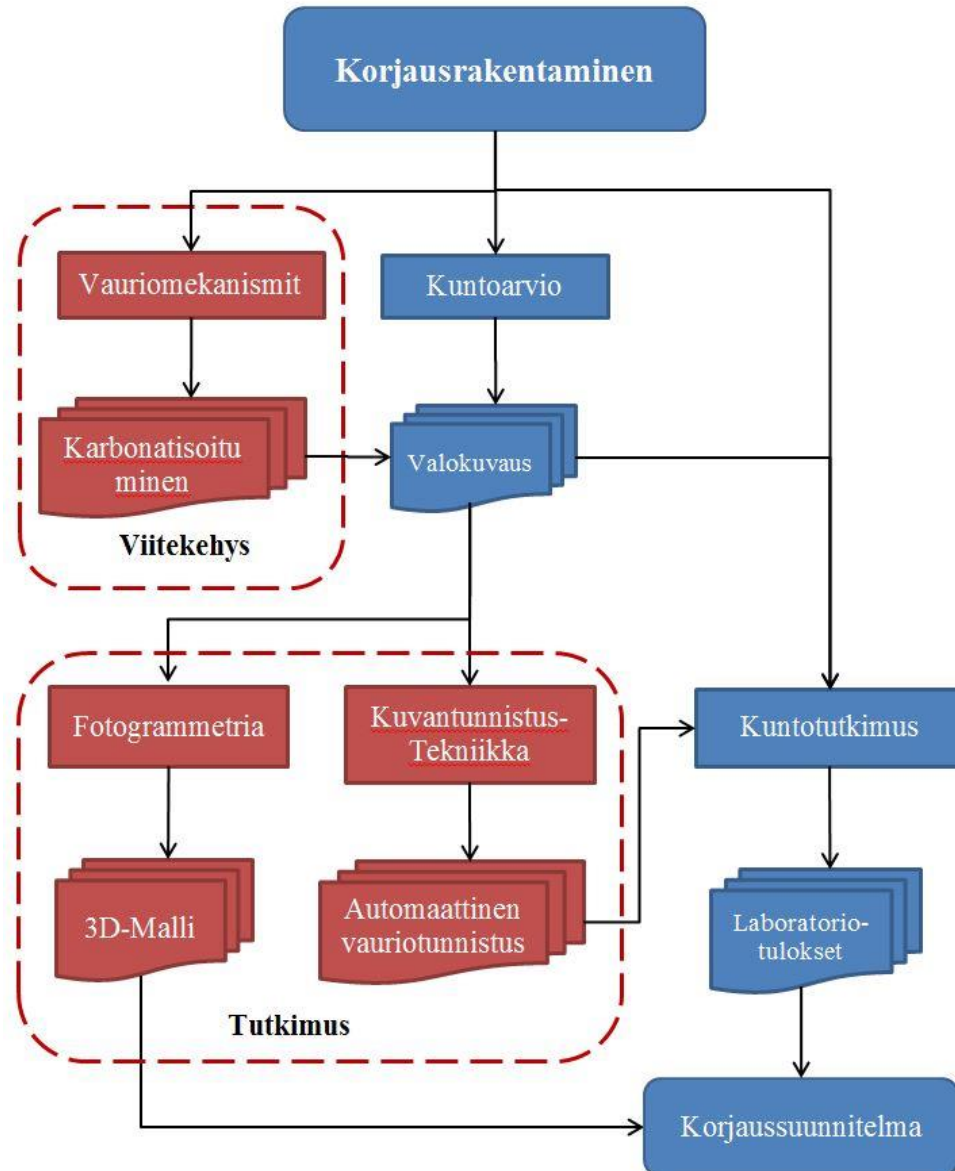 Korjausrakentaminen
Vauriomekanismit
Kuntoarvio
Karbonatisoitu
minen
Valokuvaus
Viitekehys
Fotogrammetria
Kuvantunnistus-
Tekniikka
Kuntotutkimus
3D-Malli
Automaattinen
vauriotunnistus
Laboratorio-
tulokset
Tutkimus
Korjaussuunnitelma